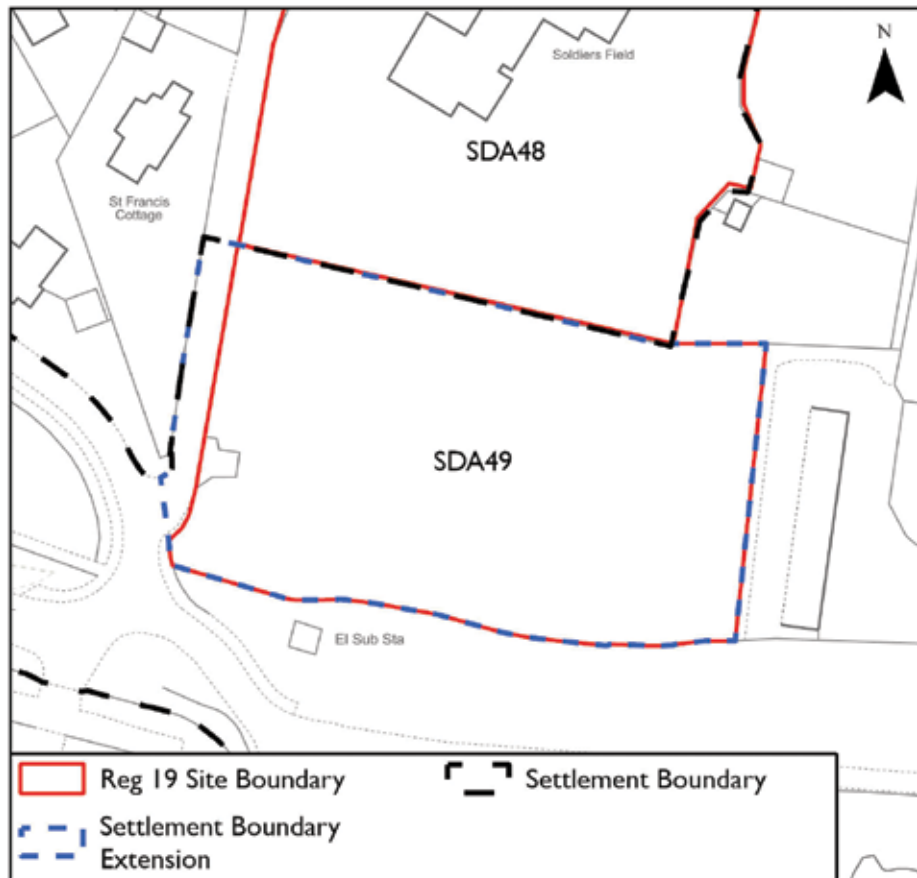 Soldiers Field
N
SDA48
St Francis
Cottage
SDA49
El Sub Sta
Reg 19 Site Boundary
Settlement Boundary
Settlement Boundary
Extension